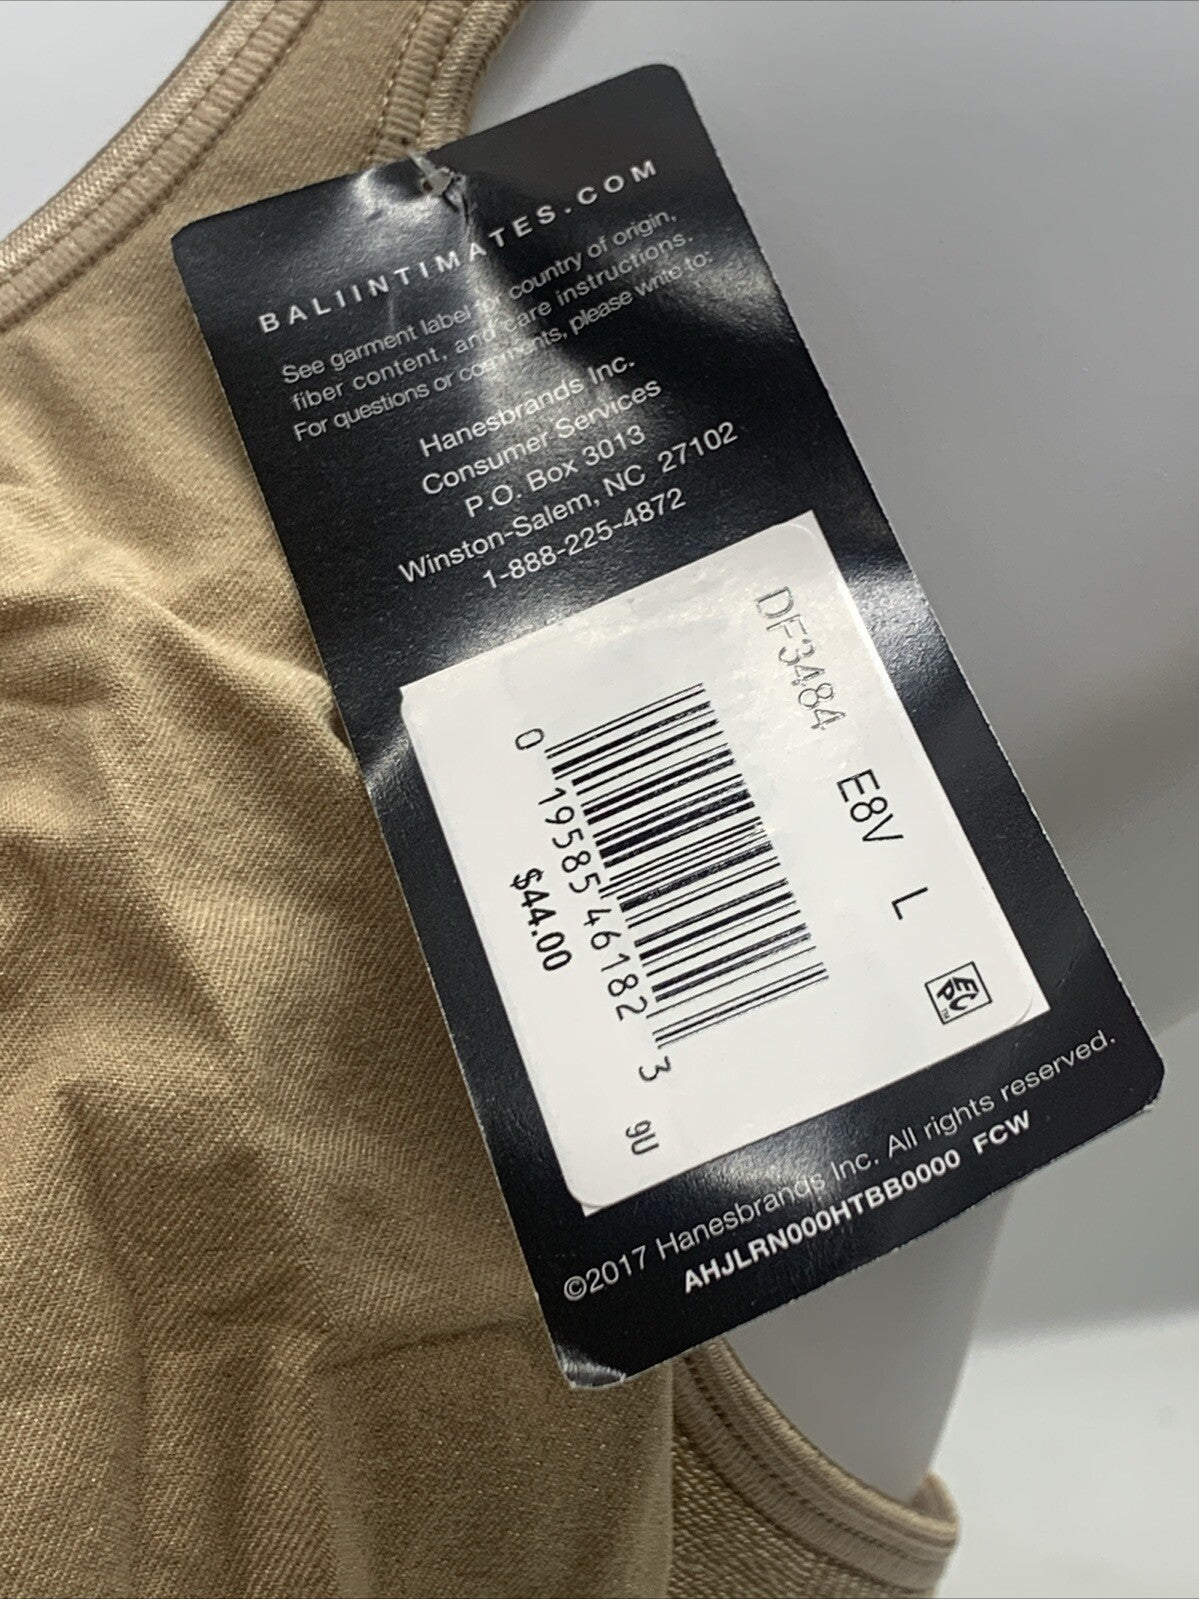 BALIINTIMATES.COM
See garment label for country of origin,
fiber content, and care instructions.
For questions or comments, please write to:
Hanesbrands Inc.
Consumer Services
P.O. Box 3013
Winston-Salem, NC 27102
1-888-225-4872
DF3484 E8V L
ECP™
0 19585 46182 3 9U
$44.00
©2017 Hanesbrands Inc. All rights reserved.
AHJLRN000HTBB0000 FCW